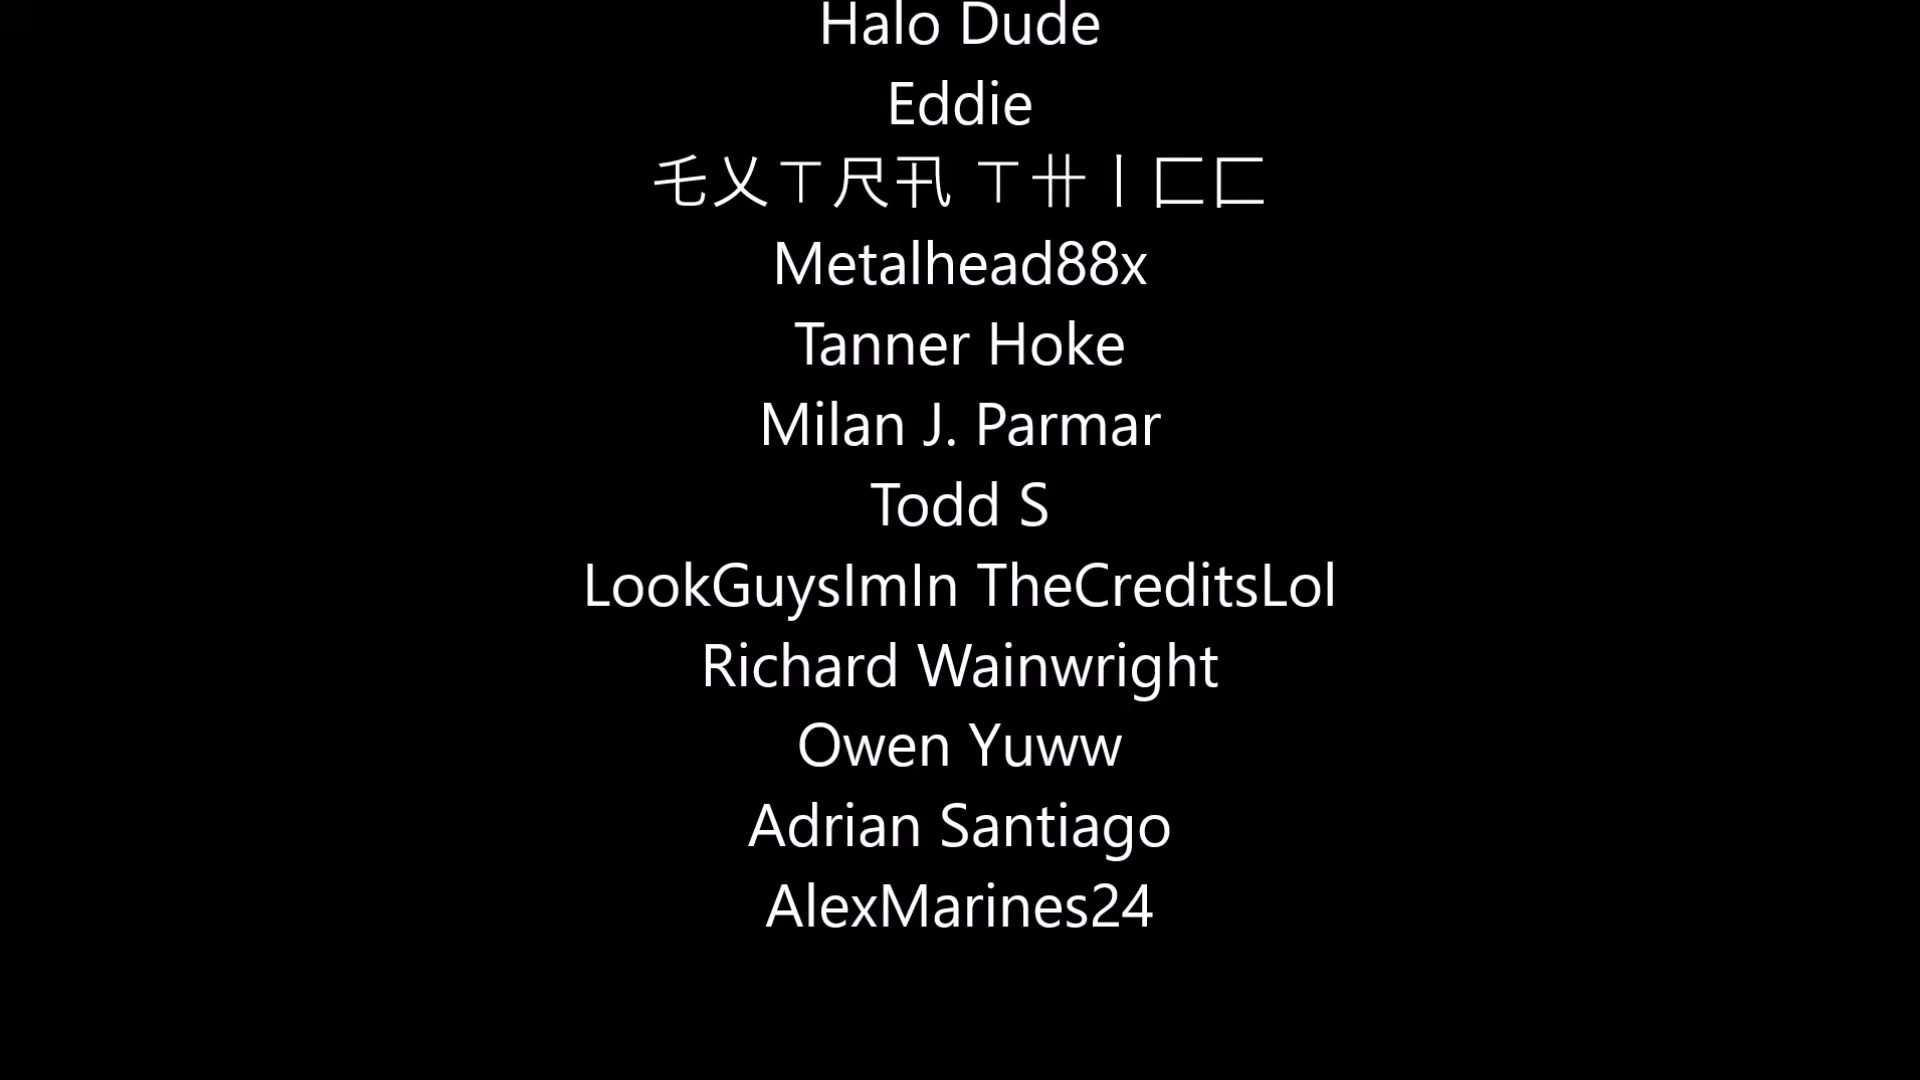 Halo Dude
Eddie
乇乂ㄒ尺卂 ㄒ卄丨匚匚
Metalhead88x
Tanner Hoke
Milan J. Parmar
Todd S
LookGuysImIn TheCreditsLol
Richard Wainwright
Owen Yuww
Adrian Santiago
AlexMarines24